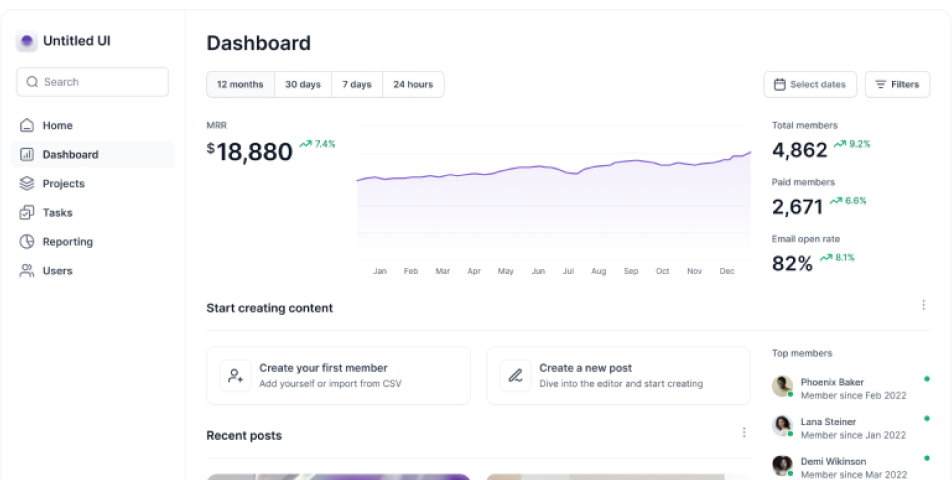 Untitled UI
Search
Home
Dashboard
Projects
Tasks
Reporting
Users
Dashboard
12 months 30 days 7 days 24 hours
Select dates Filters
MRR
$18,880 7.4%
Jan Feb Mar Apr May Jun Jul Aug Sep Oct Nov Dec
Total members
4,862 9.2%
Paid members
2,671 6.6%
Email open rate
82% 8.1%
Start creating content
Create your first member
Add yourself or import from CSV
Create a new post
Dive into the editor and start creating
Recent posts
Top members
Phoenix Baker
Member since Feb 2022
Lana Steiner
Member since Jan 2022
Demi Wikinson
Member since Mar 2022